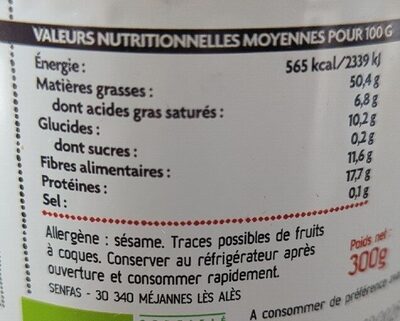 VALEURS NUTRITIONNELLES MOYENNES POUR 100 G
Énergie : 565 kcal/2339 kJ
Matières grasses : 50,4 g
dont acides gras saturés : 6,8 g
Glucides : 10,2 g
dont sucres : 0,2 g
Fibres alimentaires : 11,6 g
Protéines : 17,7 g
Sel : 0,1 g
Allergène : sésame. Traces possibles de fruits
à coques. Conserver au réfrigérateur après
ouverture et consommer rapidement.
SENFAS - 30 340 MÉJANNES LÈS ALÈS
Poids net :
300g
A consommer de préférence